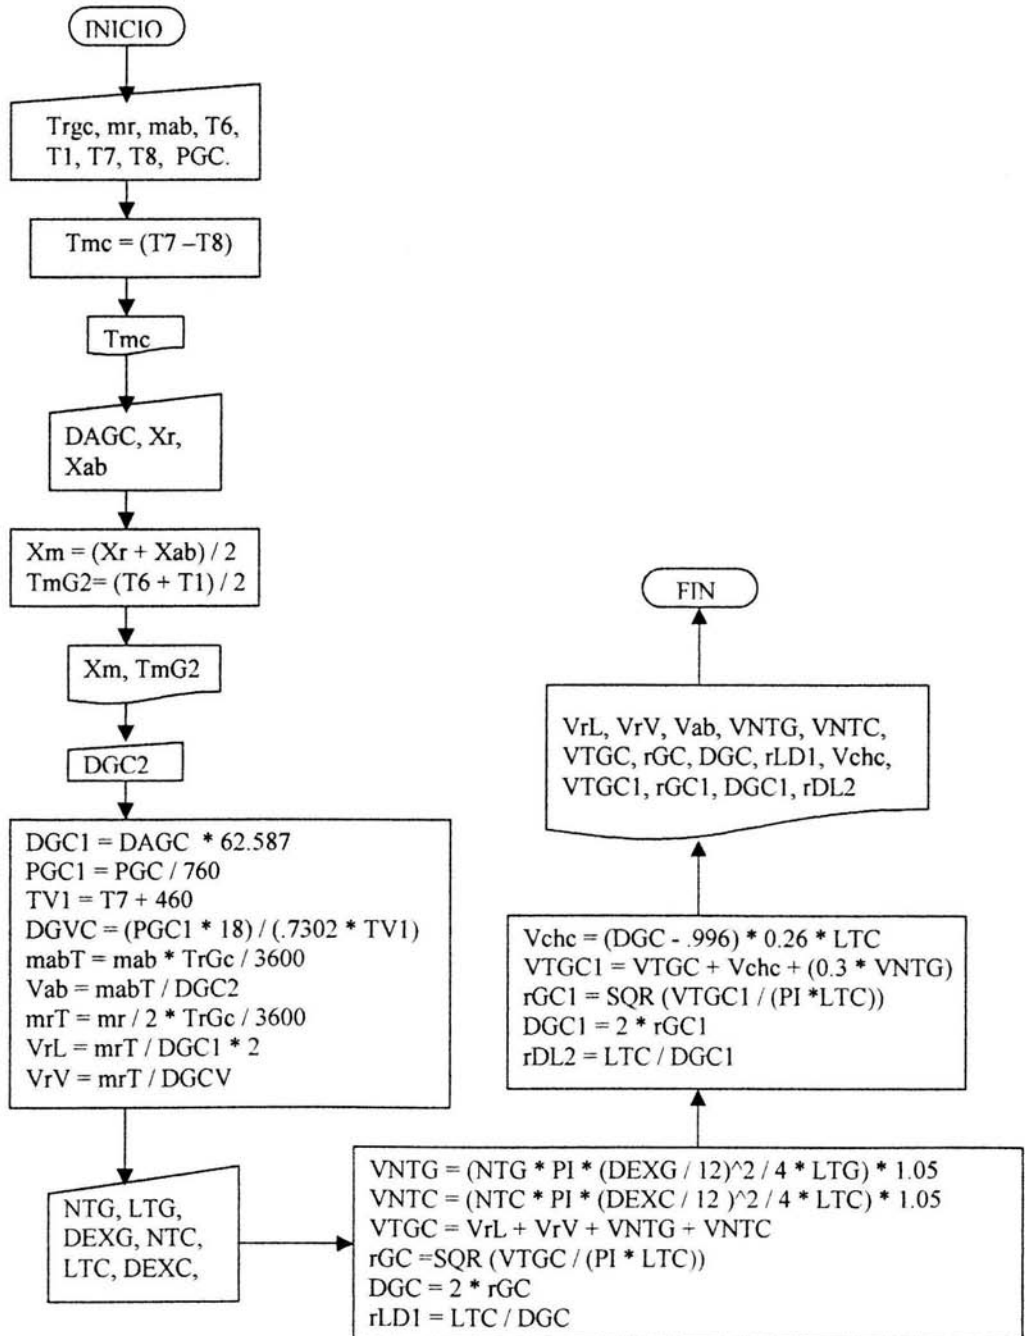 INICIO
Trgc, mr, mab, T6,
T1, T7, T8, PGC.
Tmc = (T7 –T8)
Tmc
DAGC, Xr,
Xab
Xm = (Xr + Xab) / 2
TmG2= (T6 + T1) / 2
Xm, TmG2
DGC2
DGC1 = DAGC * 62.587
PGC1 = PGC / 760
TV1 = T7 + 460
DGVC = (PGC1 * 18) / (.7302 * TV1)
mabT = mab * TrGc / 3600
Vab = mabT / DGC2
mrT = mr / 2 * TrGc / 3600
VrL = mrT / DGC1 * 2
VrV = mrT / DGCV
NTG, LTG,
DEXG, NTC,
LTC, DEXC,
VNTG = (NTG * PI * (DEXG / 12)^2 / 4 * LTG) * 1.05
VNTC = (NTC * PI * (DEXC / 12 )^2 / 4 * LTC) * 1.05
VTGC = VrL + VrV + VNTG + VNTC
rGC =SQR (VTGC / (PI * LTC))
DGC = 2 * rGC
rLD1 = LTC / DGC
Vchc = (DGC - .996) * 0.26 * LTC
VTGC1 = VTGC + Vchc + (0.3 * VNTG)
rGC1 = SQR (VTGC1 / (PI *LTC))
DGC1 = 2 * rGC1
rDL2 = LTC / DGC1
VrL, VrV, Vab, VNTG, VNTC,
VTGC, rGC, DGC, rLD1, Vchc,
VTGC1, rGC1, DGC1, rDL2
FIN